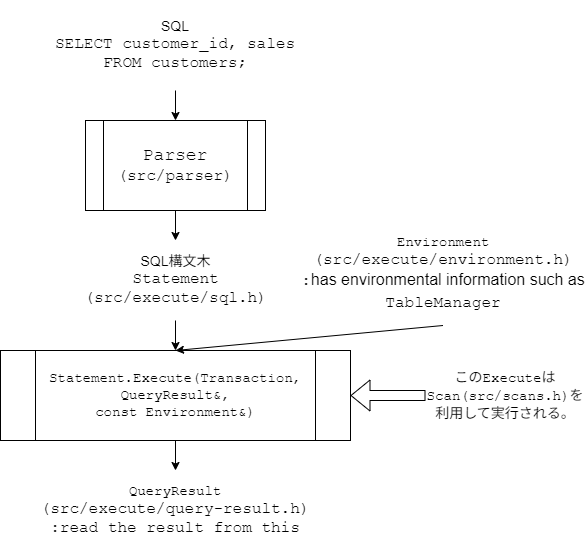 SQL
SELECT customer_id, sales
FROM customers;
Parser
(src/parser)
SQL構文木
Statement
(src/execute/sql.h)
Environment
(src/execute/environment.h)
:has environmental information such as
TableManager
Statement.Execute(Transaction,
QueryResult&,
const Environment&)
このExecuteは
Scan(src/scans.h)を
利用して実行される。
QueryResult
(src/execute/query-result.h)
:read the result from this